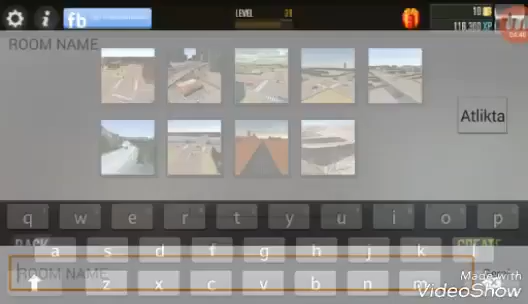 fb
LEVEL 31
ROOM NAME
Atlikta
q w e r t y u i o p
BACK
CREATE
a s d f g h j k l
ROOM NAME
z x c v b n m
Made with
VideoShow